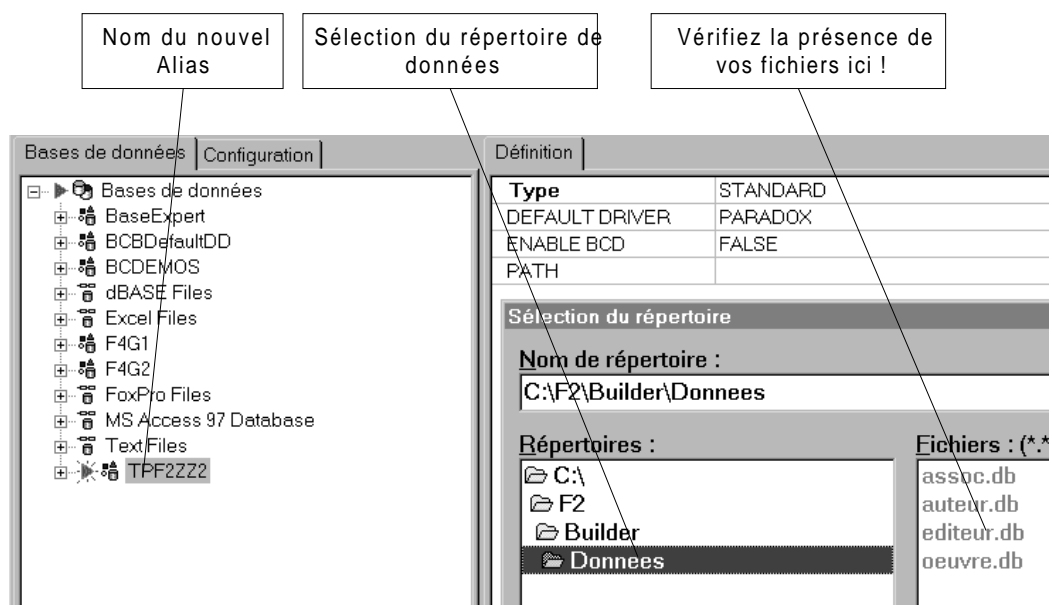 Nom du nouvel
Alias
Sélection du répertoire de
données
Vérifiez la présence de
vos fichiers ici !
Bases de données
Configuration
Bases de données
BaseExpert
BCBDefaultDD
BCDEMOS
dBASE Files
Excel Files
F4G1
F4G2
FoxPro Files
MS Access 97 Database
Text Files
TPF2ZZ2
Définition
Type STANDARD
DEFAULT DRIVER PARADOX
ENABLE BCD FALSE
PATH
Sélection du répertoire
Nom de répertoire :
C:\F2\Builder\Donnees
Répertoires :
C:\
F2
Builder
Donnees
Fichiers : (*.*
assoc.db
auteur.db
editeur.db
oeuvre.db